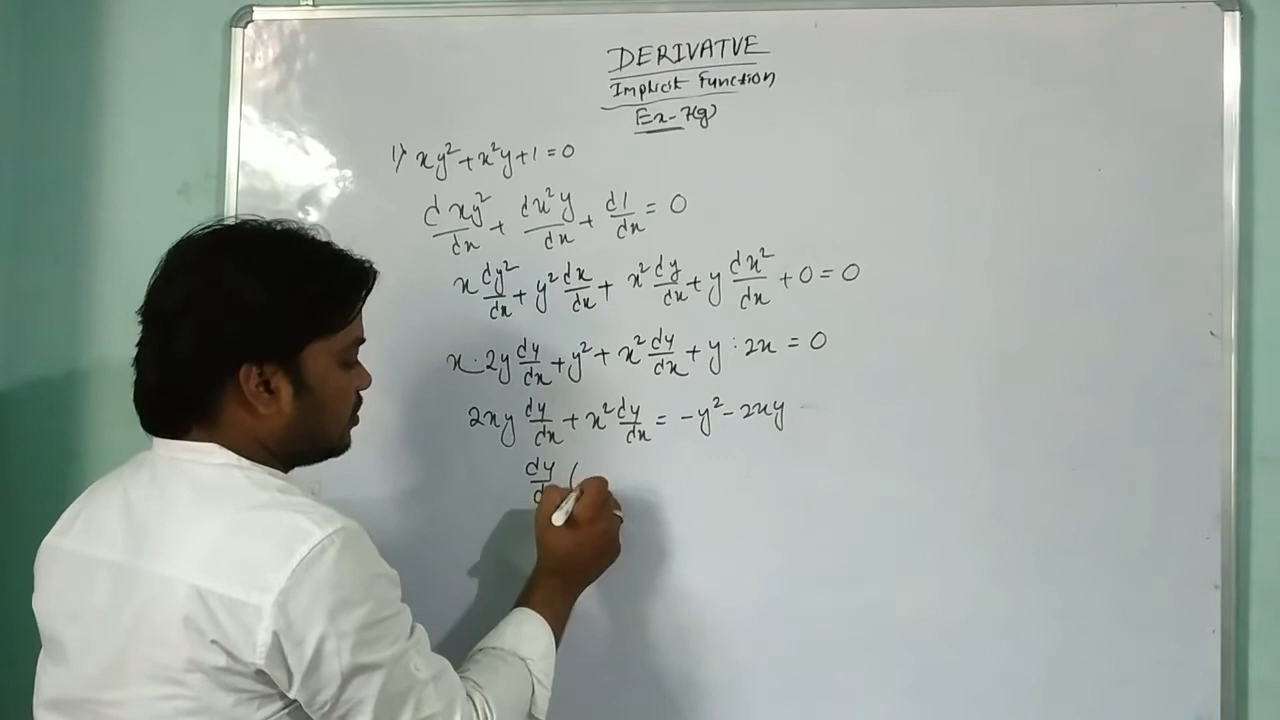 DERIVATVE
Implicit Function
Ex-7(g)
1) xy²+x²y+1=0
dxy²/dx + dx²y/dx + d1/dx = 0
x dy²/dx + y² dx/dx + x² dy/dx + y dx²/dx + 0 = 0
x·2y dy/dx + y² + x² dy/dx + y·2x = 0
2xy dy/dx + x² dy/dx = -y² - 2xy
dy/d (